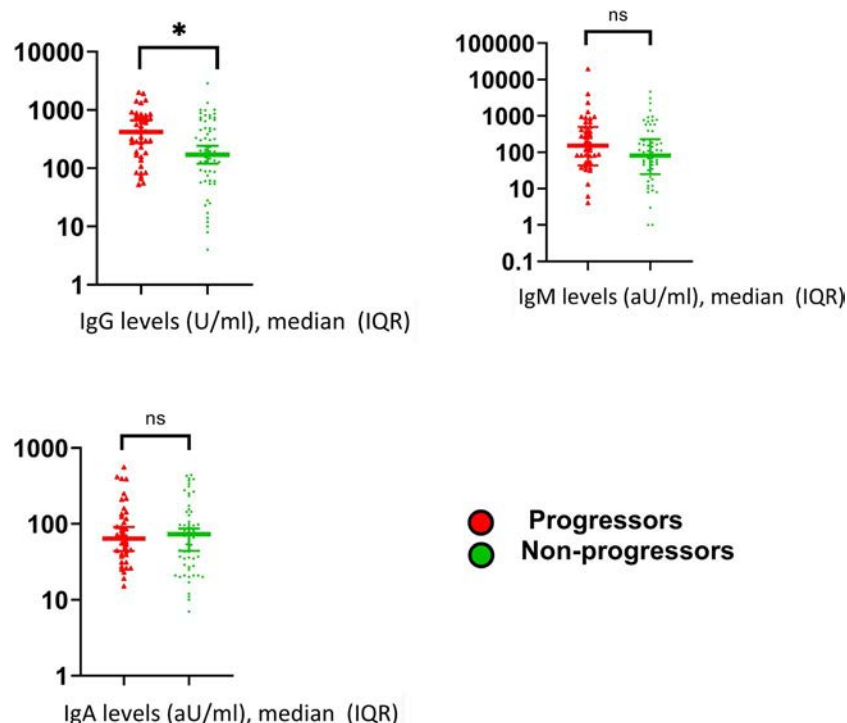 *
10000
1000
100
10
1
IgG levels (U/ml), median (IQR)
ns
100000
10000
1000
100
10
1
0.1
IgM levels (aU/ml), median (IQR)
ns
1000
100
10
1
IgA levels (aU/ml), median (IQR)
Progressors
Non-progressors